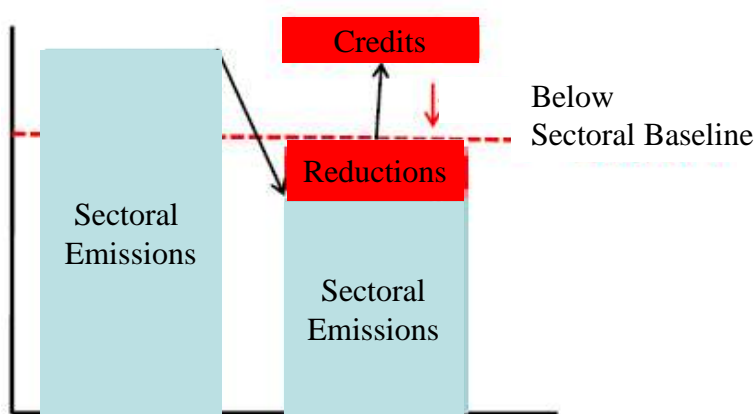 Credits
Below
Sectoral Baseline
Reductions
Sectoral
Emissions
Sectoral
Emissions